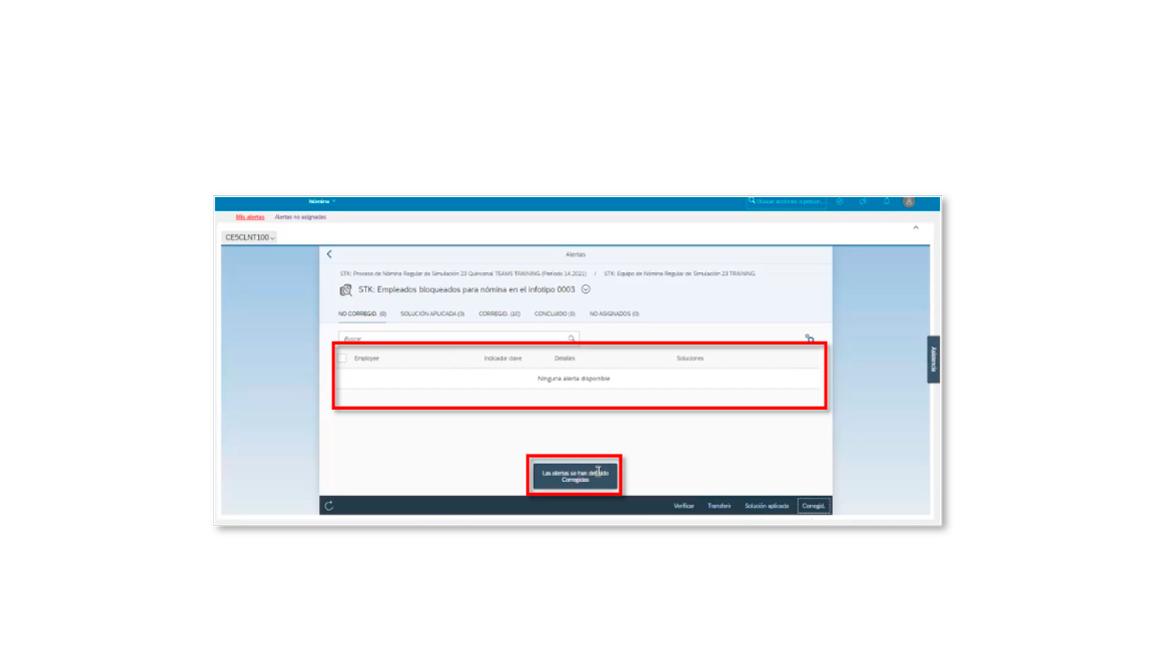 Nómina
Buscar acciones o person...
Mis alertas Alertas no asignadas
CE5CLNT100
Alertas
STK: Proceso de Nómina Regular de Simulación 23 Quincenal TEAMS TRAINING (Período 14.2021) / STK: Equipo de Nómina Regular de Simulación 23 TRAINING
STK: Empleados bloqueados para nómina en el infotipo 0003
NO CORREGID. (0) SOLUCIÓN APLICADA (0) CORREGID. (10) CONCLUIDO (0) NO ASIGNADOS (0)
Buscar
Employee Indicador clave Detalles Soluciones
Ninguna alerta disponible
Asistencia
Las alertas se han
Corregidas
Verificar Transferir Solución aplicada Corregid.